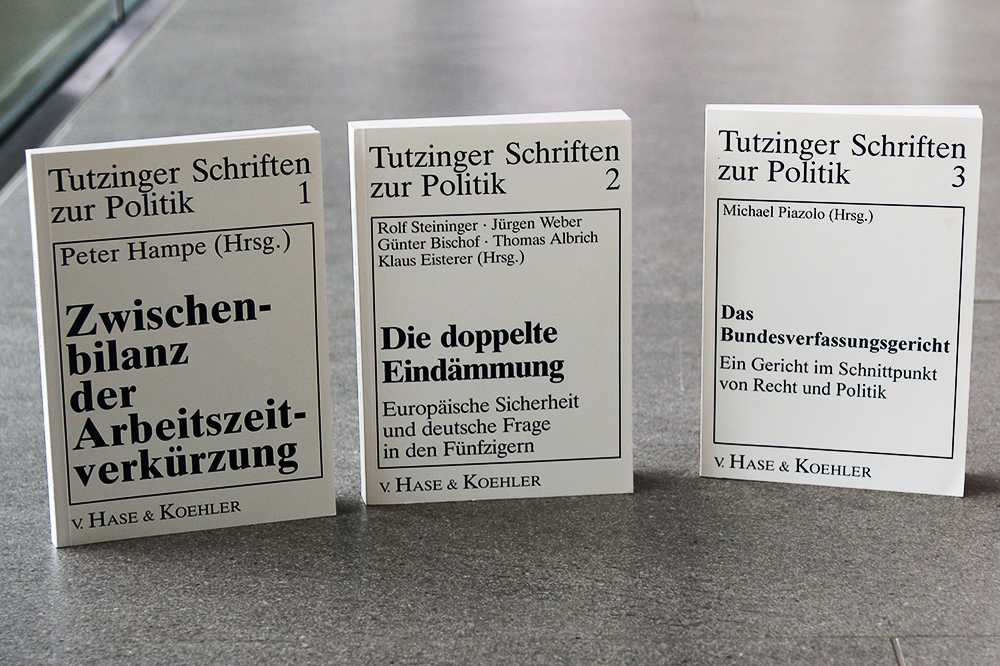 Tutzinger Schriften
zur Politik 1
Peter Hampe (Hrsg.)
Zwischen-
bilanz
der
Arbeitszeit-
verkürzung
v. Hase & Koehler
Tutzinger Schriften
zur Politik 2
Rolf Steininger · Jürgen Weber
Günter Bischof · Thomas Albrich
Klaus Eisterer (Hrsg.)
Die doppelte
Eindämmung
Europäische Sicherheit
und deutsche Frage
in den Fünfzigern
v. Hase & Koehler
Tutzinger Schriften
zur Politik 3
Michael Piazolo (Hrsg.)
Das
Bundesverfassungsgericht
Ein Gericht im Schnittpunkt
von Recht und Politik
v. Hase & Koehler